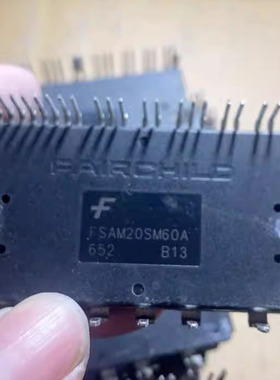 FAIRCHILD
F
FSAM20SM60A
652 B13